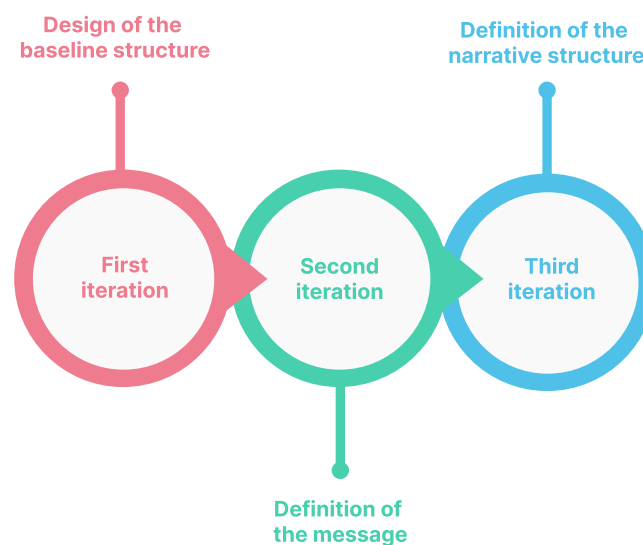 Design of the
baseline structure
Definition of the
narrative structure
First
iteration
Second
iteration
Third
iteration
Definition of
the message